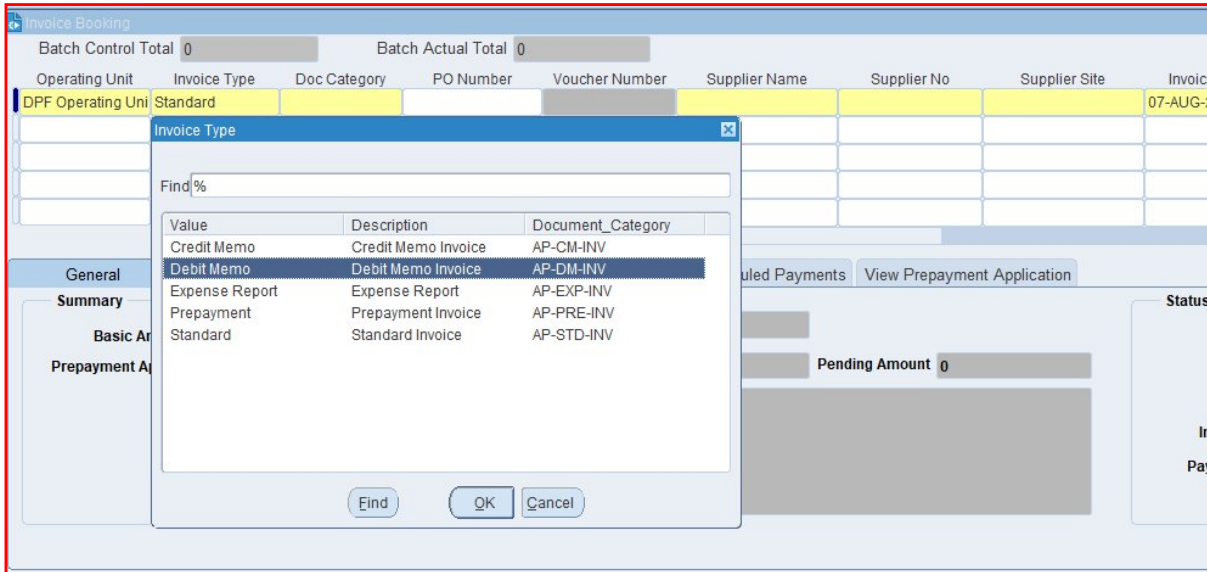 Invoice Booking
Batch Control Total 0 Batch Actual Total 0
Operating Unit Invoice Type Doc Category PO Number Voucher Number Supplier Name Supplier No Supplier Site Invoic
DPF Operating Uni Standard 07-AUG-
Invoice Type
Find %
Value Description Document_Category
Credit Memo Credit Memo Invoice AP-CM-INV
Debit Memo Debit Memo Invoice AP-DM-INV
Expense Report Expense Report AP-EXP-INV
Prepayment Prepayment Invoice AP-PRE-INV
Standard Standard Invoice AP-STD-INV
Find OK Cancel
General uled Payments View Prepayment Application
Summary Status
Basic Ar
Prepayment Ap Pending Amount 0
In
Pay